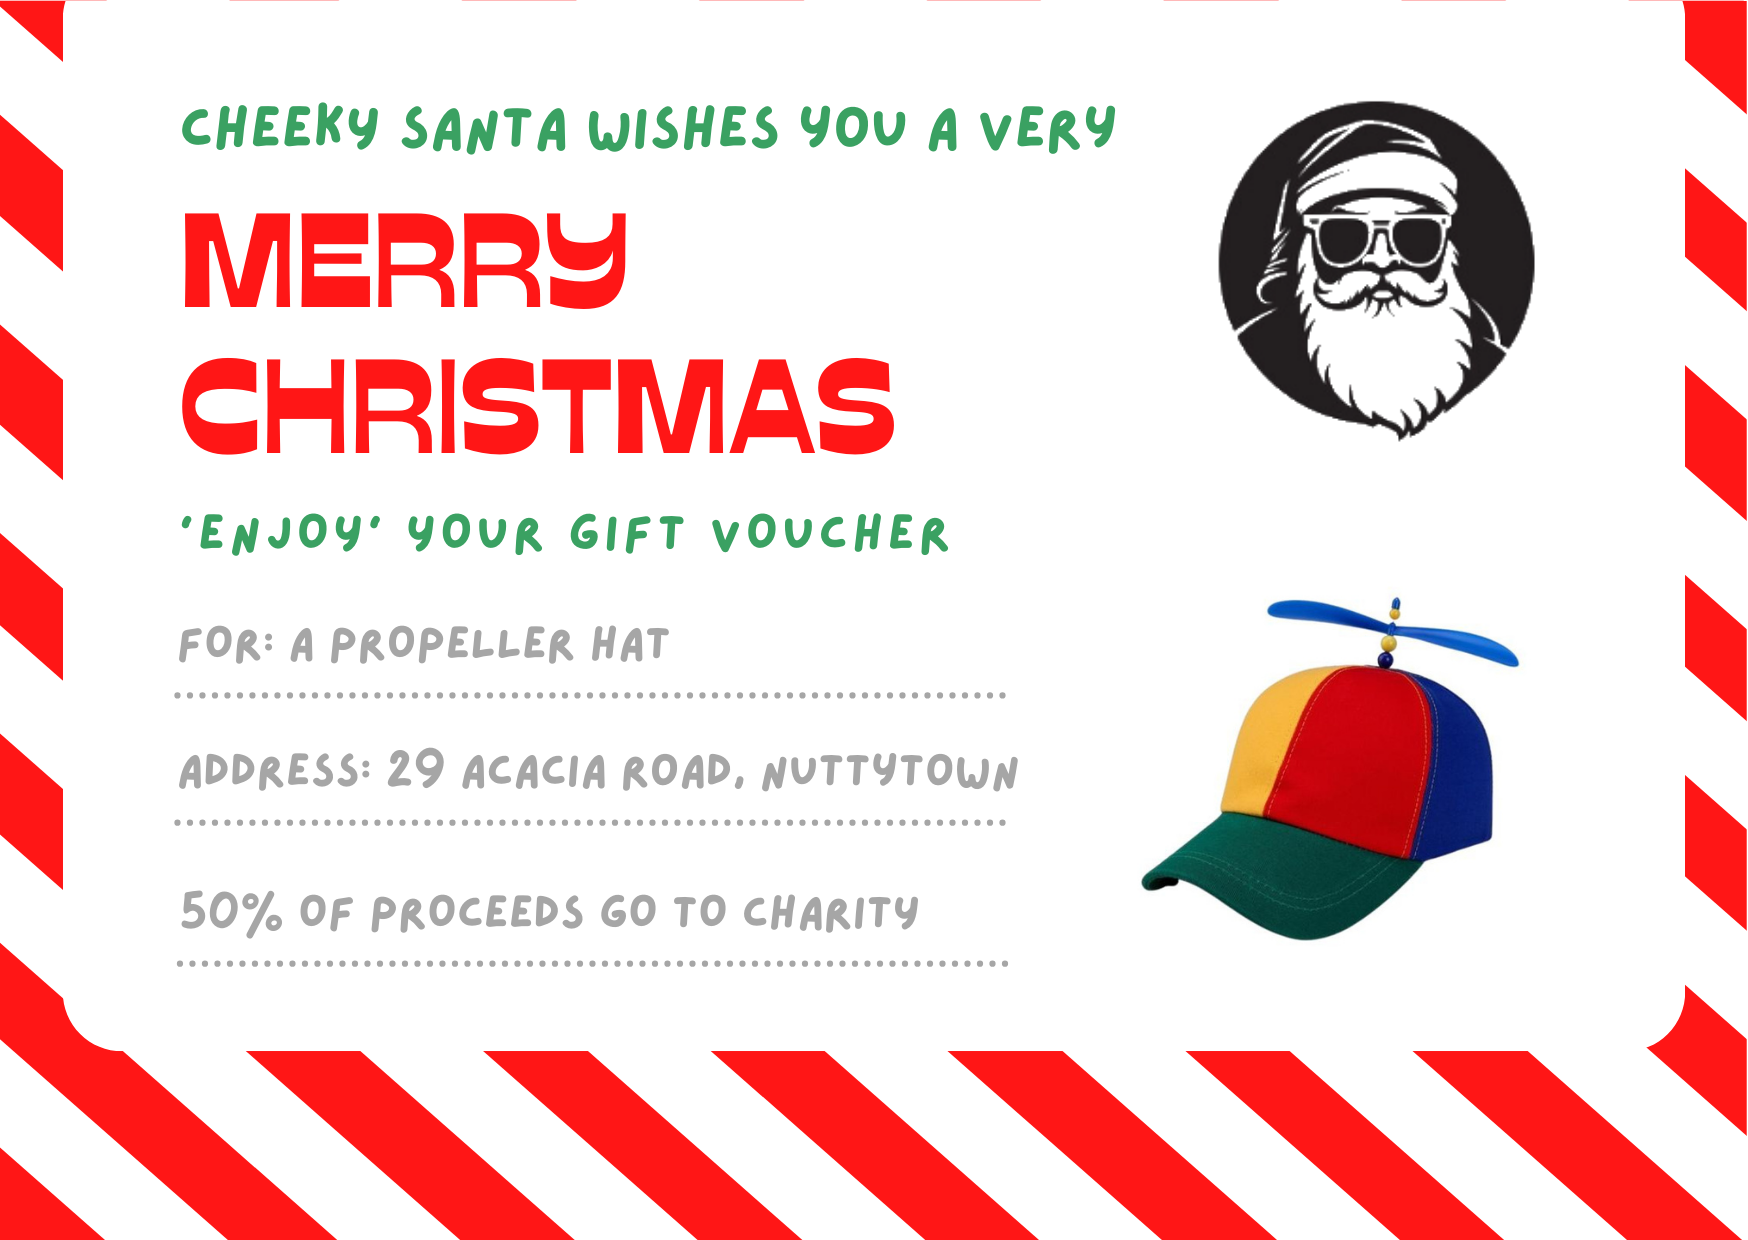 CHEEKY SANTA WISHES YOU A VERY
MERRY
CHRISTMAS
'ENJOY' YOUR GIFT VOUCHER
FOR: A PROPELLER HAT
ADDRESS: 29 ACACIA ROAD, NUTTYTOWN
50% OF PROCEEDS GO TO CHARITY